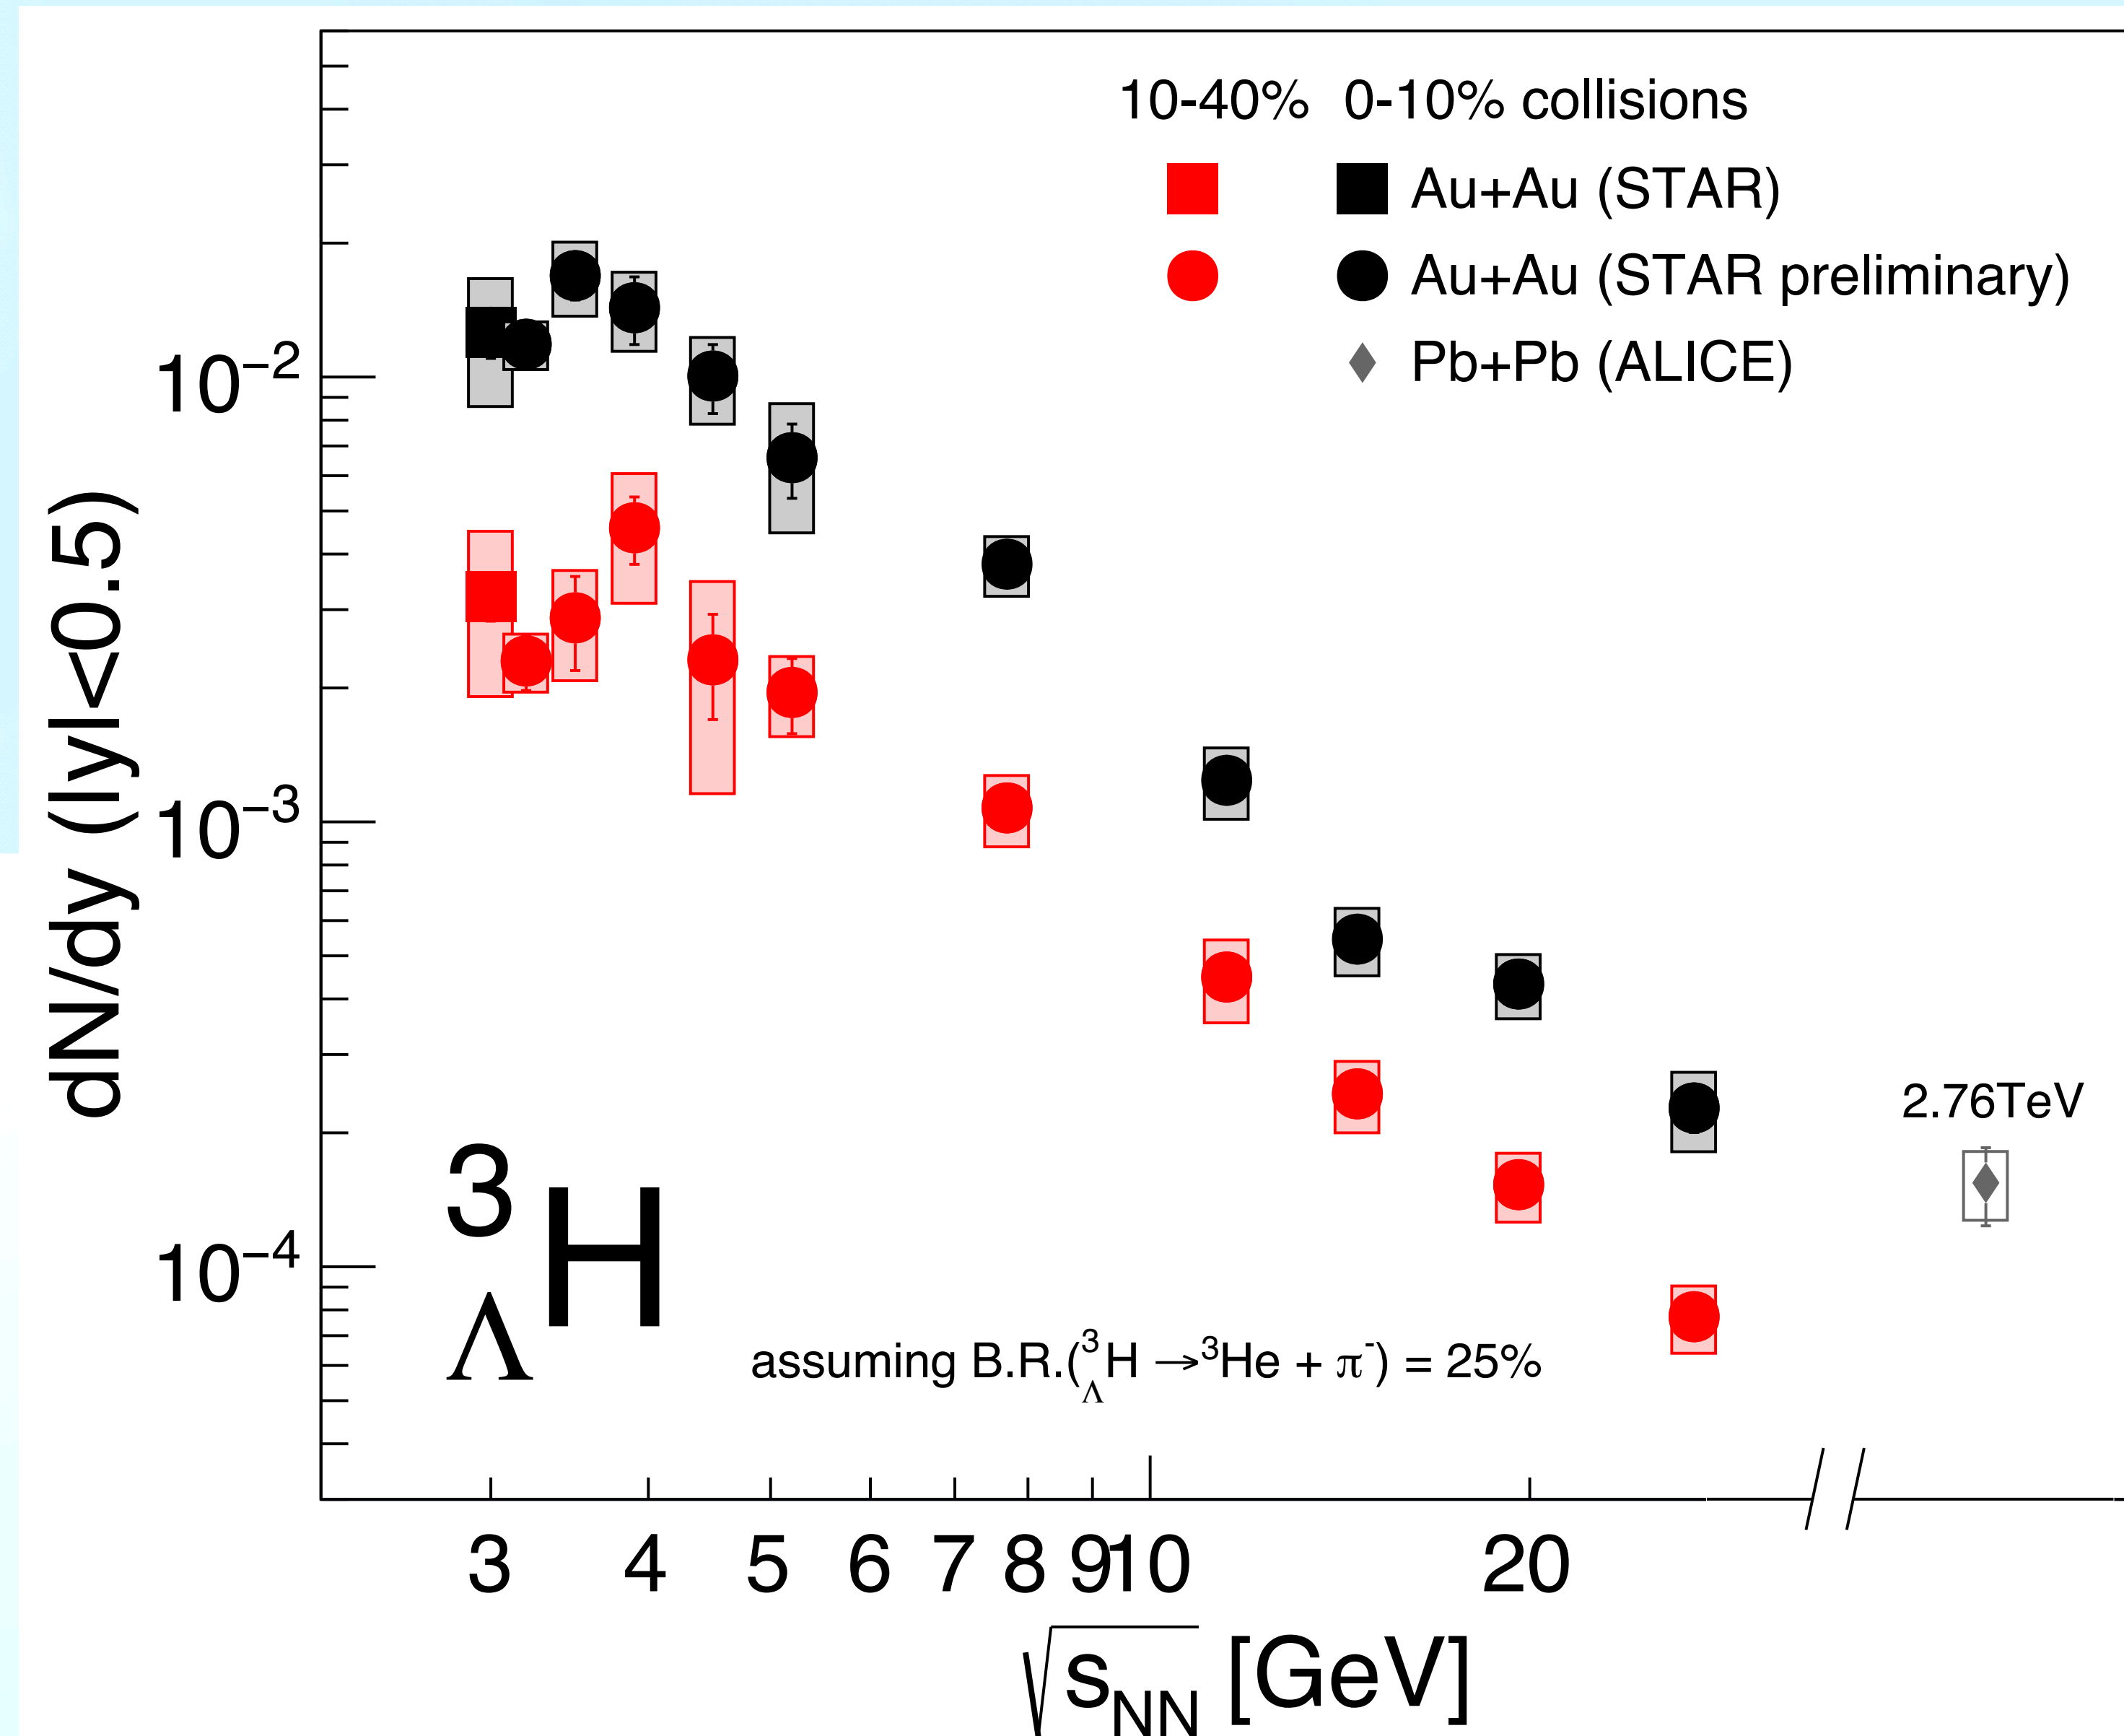 10-40% 0-10% collisions
Au+Au (STAR)
Au+Au (STAR preliminary)
Pb+Pb (ALICE)
10⁻²
10⁻³
10⁻⁴
dN/dy (|y|<0.5)
2.76TeV
³ΛH
assuming B.R.(³ΛH →³He + π⁻) = 25%
3 4 5 6 7 8 9 10 20
√sNN [GeV]